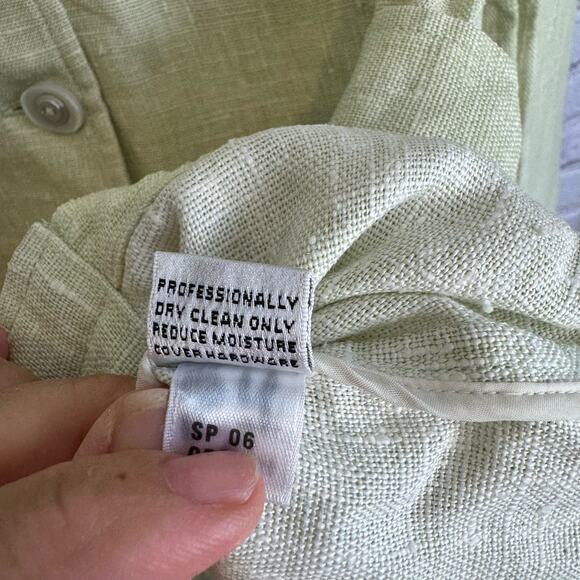 PROFESSIONALLY
DRY CLEAN ONLY
REDUCE MOISTURE
COVER HARDWARE
SP 06